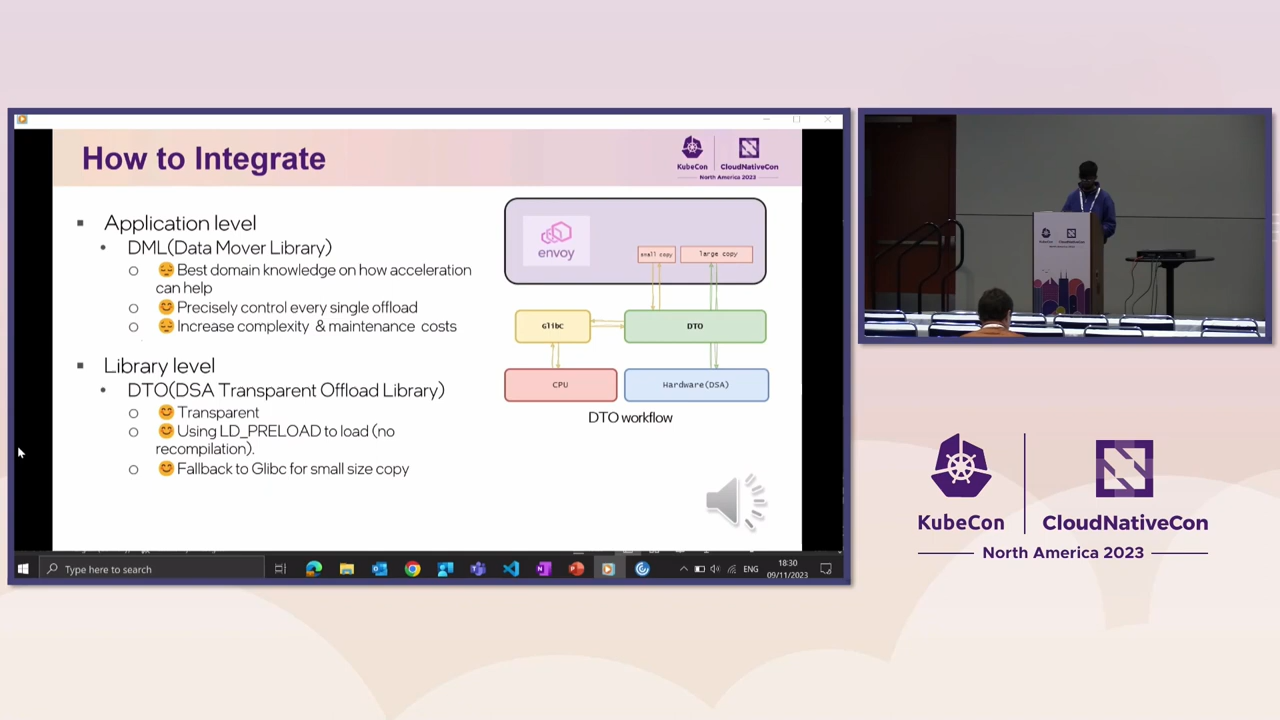 How to Integrate
KubeCon
CloudNativeCon
North America 2023
Application level
DML(Data Mover Library)
😔 Best domain knowledge on how acceleration
can help
😊 Precisely control every single offload
😔 Increase complexity & maintenance costs
Library level
DTO(DSA Transparent Offload Library)
😊 Transparent
😊 Using LD_PRELOAD to load (no
recompilation).
😊 Fallback to Glibc for small size copy
envoy
small copy
large copy
GlibC
DTO
CPU
Hardware(DSA)
DTO workflow
Type here to search
ENG
18:30
09/11/2023
KubeCon
CloudNativeCon
North America 2023